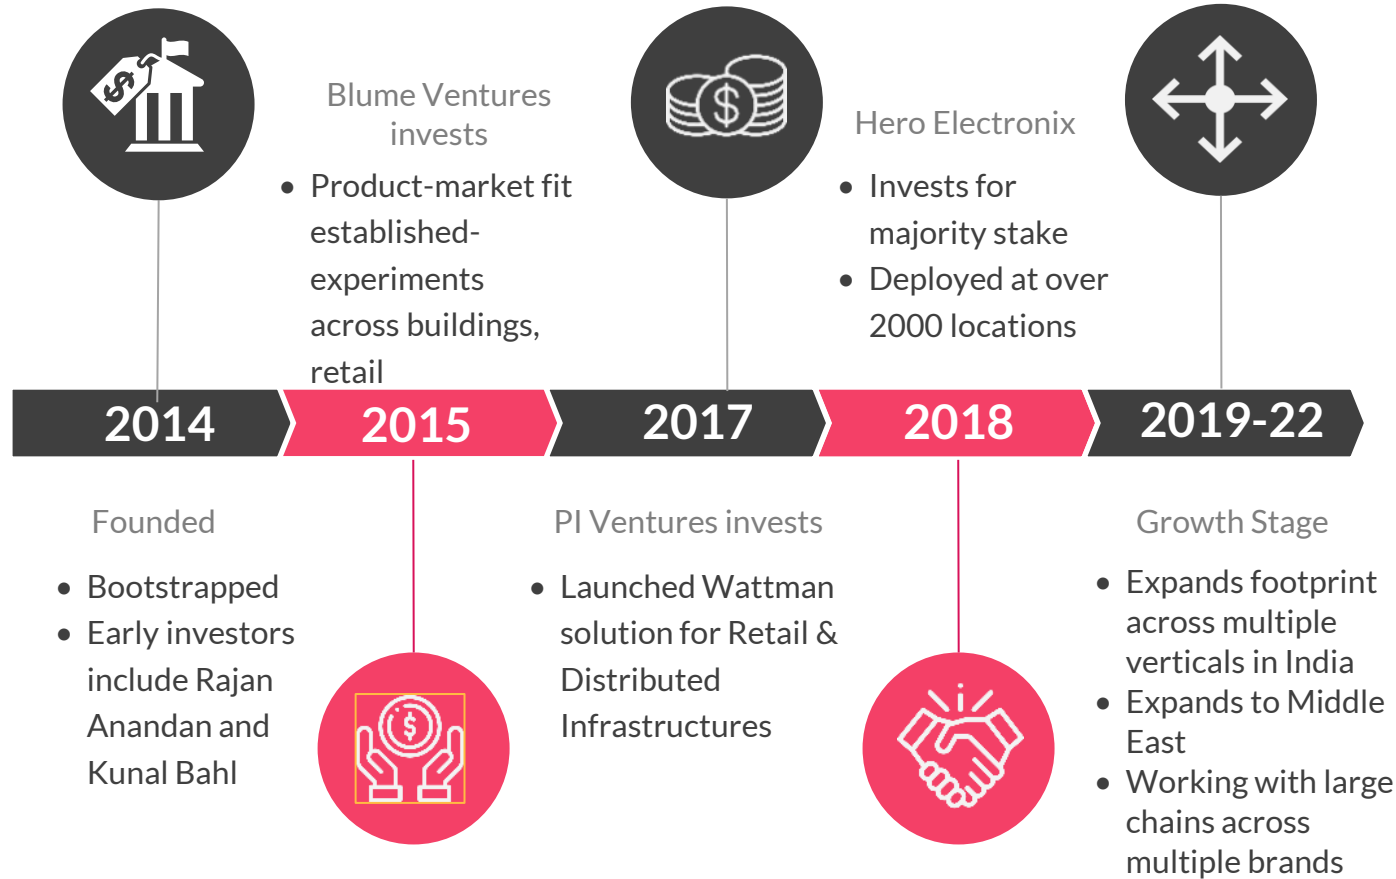 Blume Ventures
invests
• Product-market fit
established-
experiments
across buildings,
retail
Hero Electronix
• Invests for
majority stake
• Deployed at over
2000 locations
2014
2015
2017
2018
2019-22
Founded
• Bootstrapped
• Early investors
include Rajan
Anandan and
Kunal Bahl
PI Ventures invests
• Launched Wattman
solution for Retail &
Distributed
Infrastructures
Growth Stage
• Expands footprint
across multiple
verticals in India
• Expands to Middle
East
• Working with large
chains across
multiple brands